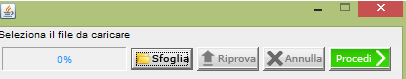 Seleziona il file da caricare
0% Sfoglia Riprova Annulla Procedi